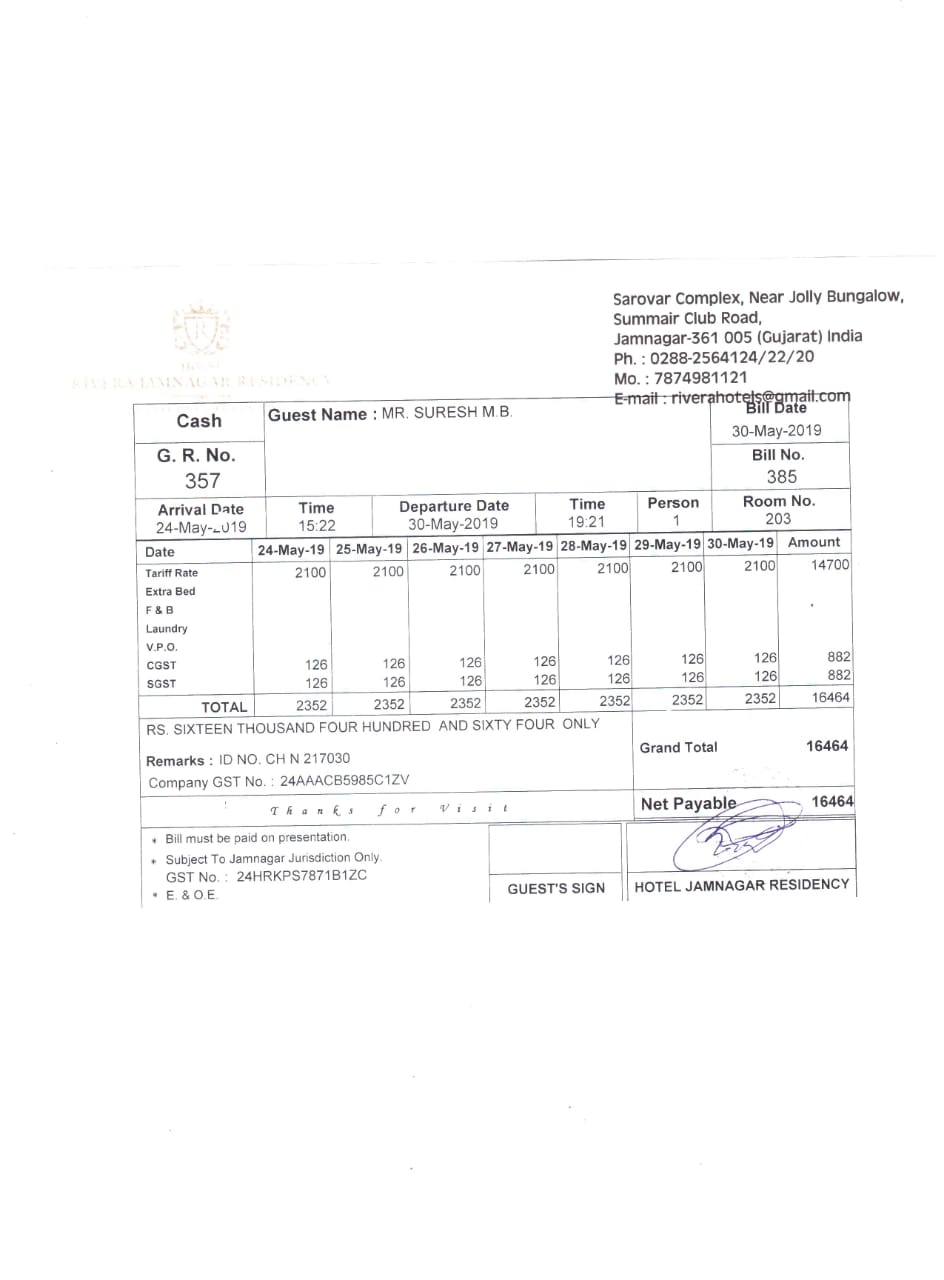 Sarovar Complex, Near Jolly Bungalow,
Summair Club Road,
Jamnagar-361 005 (Gujarat) India
Ph. : 0288-2564124/22/20
Mo. : 7874981121
E-mail : riverahotels@gmail.com
R
HOTEL
RIVERA JAMNAGAR RESIDENCY
Cash
Guest Name : MR. SURESH M.B.
Bill Date
30-May-2019
G. R. No.
357
Bill No.
385
Arrival Date Time Departure Date Time Person Room No.
24-May-2019 15:22 30-May-2019 19:21 1 203
Date 24-May-19 25-May-19 26-May-19 27-May-19 28-May-19 29-May-19 30-May-19 Amount
Tariff Rate 2100 2100 2100 2100 2100 2100 2100 14700
Extra Bed
F & B
Laundry
V.P.O.
CGST 126 126 126 126 126 126 126 882
SGST 126 126 126 126 126 126 126 882
TOTAL 2352 2352 2352 2352 2352 2352 2352 16464
RS. SIXTEEN THOUSAND FOUR HUNDRED AND SIXTY FOUR ONLY
Grand Total 16464
Remarks : ID NO. CH N 217030
Company GST No. : 24AAACB5985C1ZV
Thanks for Visit
Net Payable 16464
* Bill must be paid on presentation.
* Subject To Jamnagar Jurisdiction Only.
GST No. : 24HRKPS7871B1ZC
* E. & O.E.
GUEST'S SIGN
HOTEL JAMNAGAR RESIDENCY